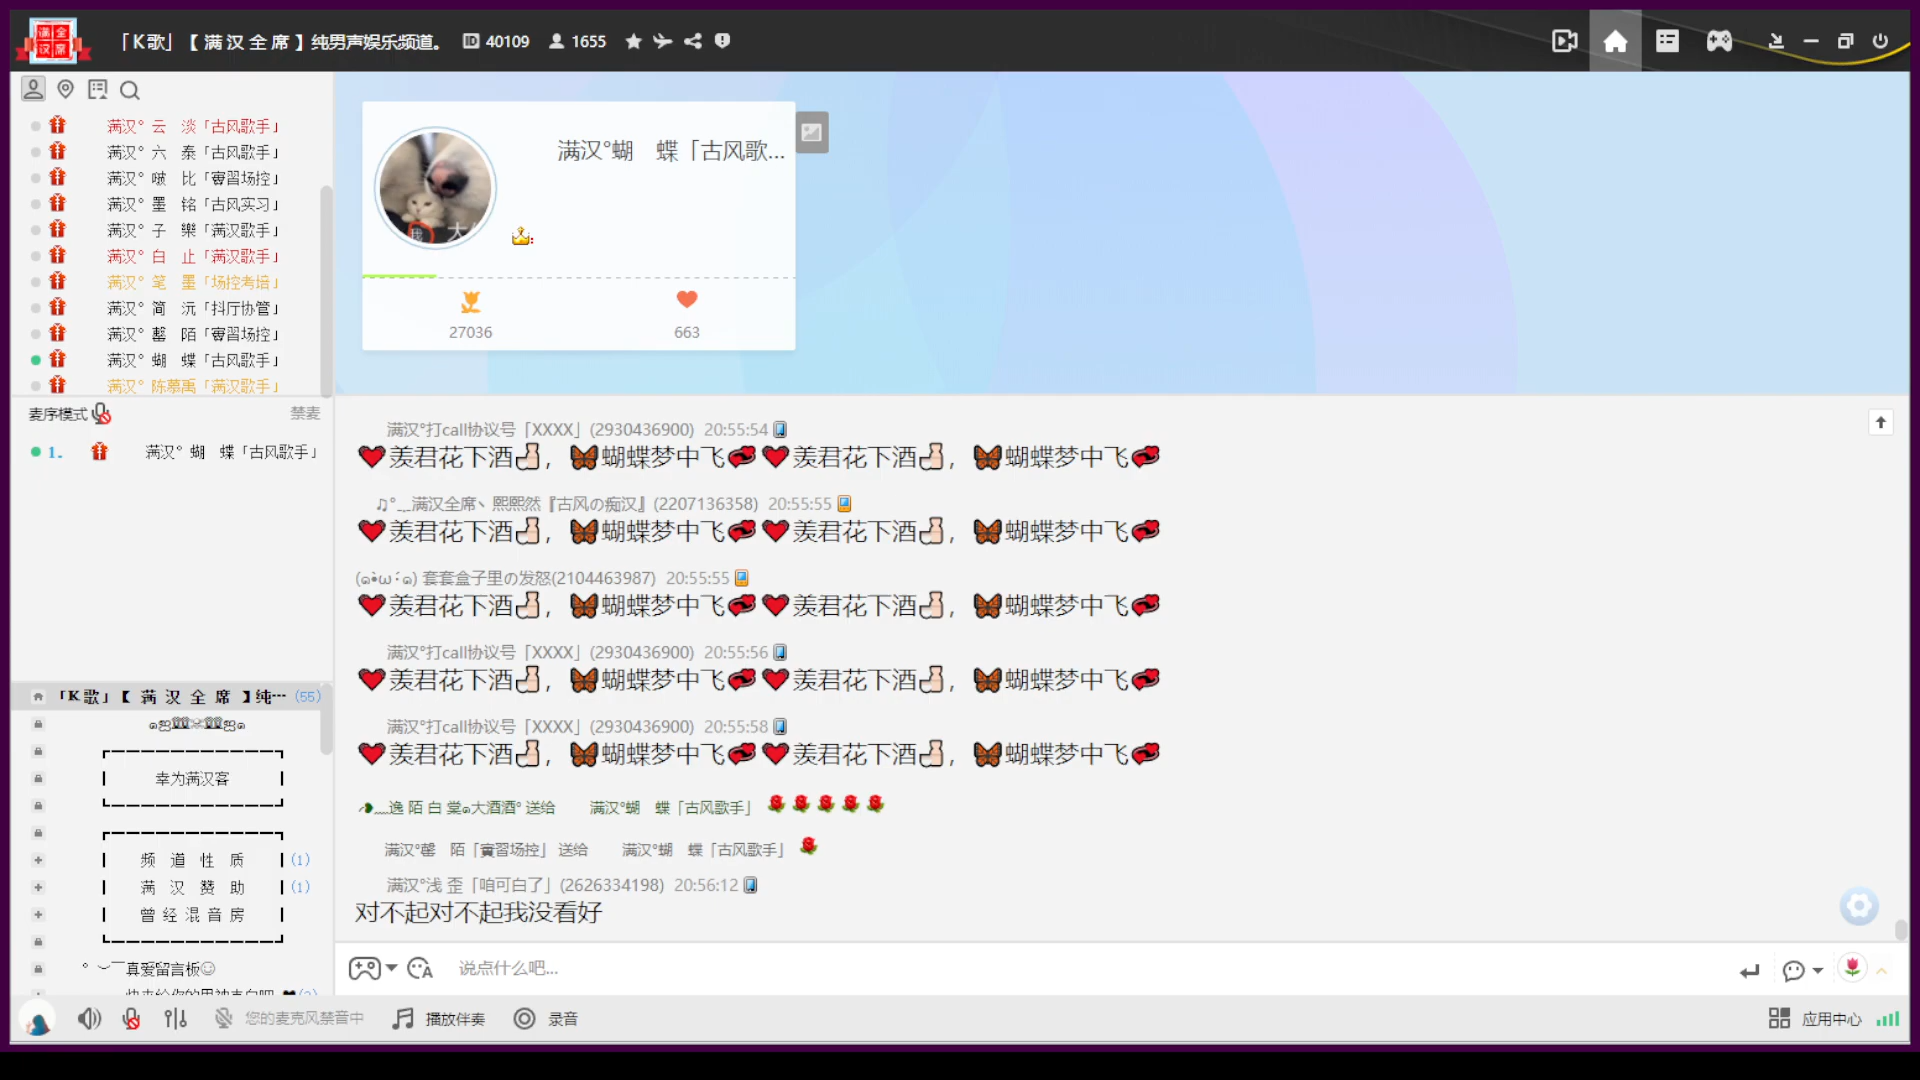 「K歌」【 满 汉 全 席 】纯男声娱乐频道。 ID 40109 1655
满汉° 云 淡「古风歌手」
满汉° 六 泰「古风歌手」
满汉° 啵 比「實習场控」
满汉° 墨 铭「古风实习」
满汉° 子 樂「满汉歌手」
满汉° 白 止「满汉歌手」
满汉° 笔 墨「场控考培」
满汉° 简 沅「抖厅协管」
满汉° 罄 陌「實習场控」
满汉° 蝴 蝶「古风歌手」
满汉° 陈慕禹「满汉歌手」
麦序模式 禁麦
1. 满汉° 蝴 蝶「古风歌手」
「K歌」【 满 汉 全 席 】纯… (55)
幸为满汉客
频 道 性 质 (1)
满 汉 赞 助 (1)
曾 经 混 音 房
真爱留言板
满汉°蝴 蝶「古风歌...
27036
663
满汉°打call协议号「XXXX」(2930436900) 20:55:54
❤羡君花下酒🍶，🦋蝴蝶梦中飞💞❤羡君花下酒🍶，🦋蝴蝶梦中飞💞
♫°﹎满汉全席丶熙熙然『古风の痴汉』(2207136358) 20:55:55
❤羡君花下酒🍶，🦋蝴蝶梦中飞💞❤羡君花下酒🍶，🦋蝴蝶梦中飞💞
(๑•̀ω•́๑) 套套盒子里の发怒(2104463987) 20:55:55
❤羡君花下酒🍶，🦋蝴蝶梦中飞💞❤羡君花下酒🍶，🦋蝴蝶梦中飞💞
满汉°打call协议号「XXXX」(2930436900) 20:55:56
❤羡君花下酒🍶，🦋蝴蝶梦中飞💞❤羡君花下酒🍶，🦋蝴蝶梦中飞💞
满汉°打call协议号「XXXX」(2930436900) 20:55:58
❤羡君花下酒🍶，🦋蝴蝶梦中飞💞❤羡君花下酒🍶，🦋蝴蝶梦中飞💞
逸 陌 白 棠๑大酒酒° 送给 满汉°蝴 蝶「古风歌手」 🌹🌹🌹🌹🌹
满汉°罄 陌「實習场控」 送给 满汉°蝴 蝶「古风歌手」 🌹
满汉°浅 歪「咱可白了」(2626334198) 20:56:12
对不起对不起我没看好
说点什么吧...
您的麦克风禁音中 播放伴奏 录音 应用中心